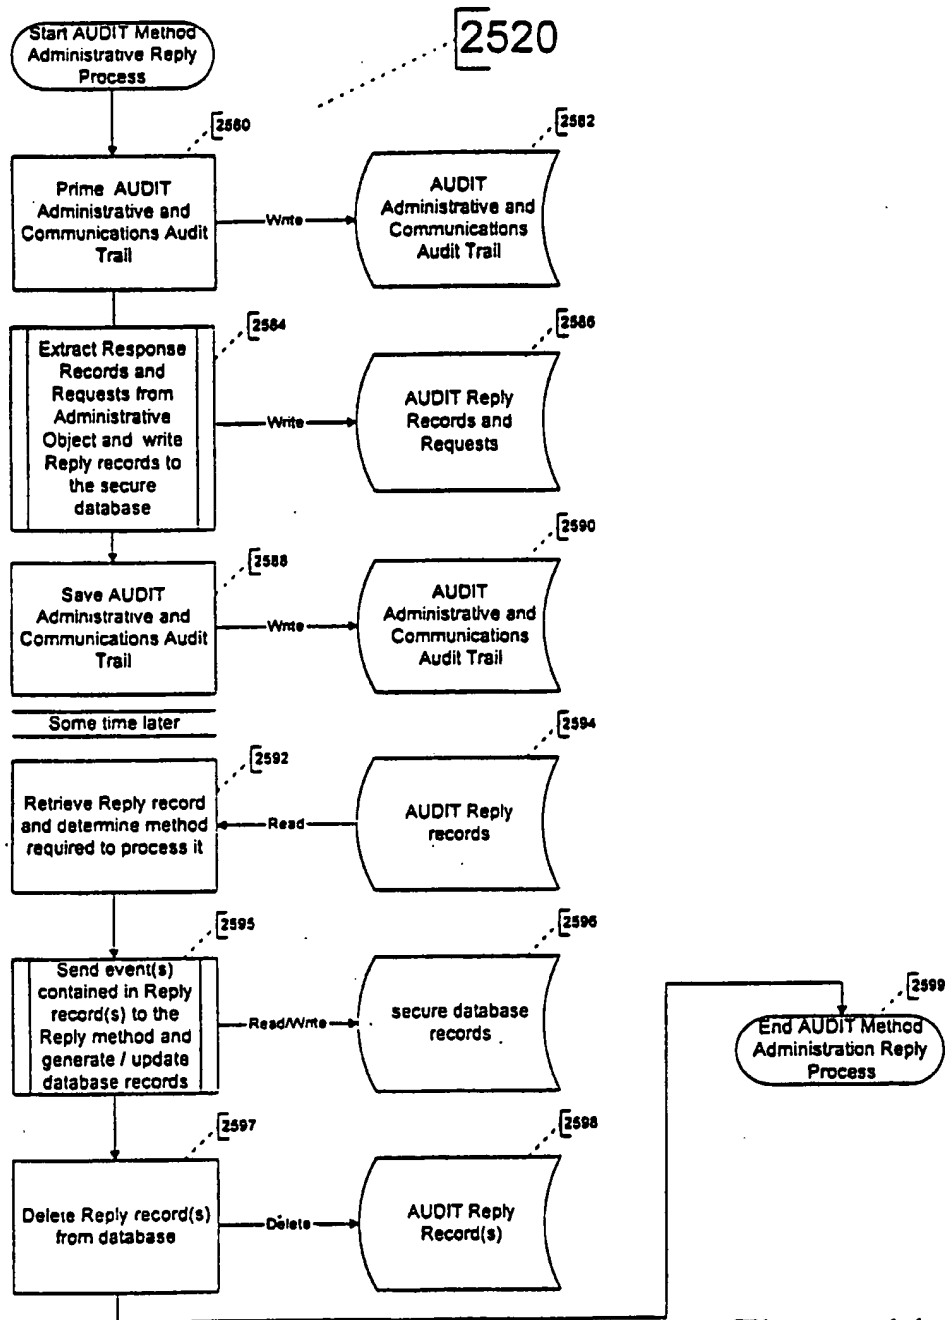 Start AUDIT Method
Administrative Reply
Process
2520
2580
Prime AUDIT
Administrative and
Communications Audit
Trail
Write
2582
AUDIT
Administrative and
Communications
Audit Trail
2584
Extract Response
Records and
Requests from
Administrative
Object and write
Reply records to
the secure
database
Write
2586
AUDIT Reply
Records and
Requests
2588
Save AUDIT
Administrative and
Communications Audit
Trail
Write
2590
AUDIT
Administrative and
Communications
Audit Trail
Some time later
2592
Retrieve Reply record
and determine method
required to process it
Read
2594
AUDIT Reply
records
2595
Send event(s)
contained in Reply
record(s) to the
Reply method and
generate / update
database records
Read/Write
2596
secure database
records
2597
Delete Reply record(s)
from database
Delete
2598
AUDIT Reply
Record(s)
2599
End AUDIT Method
Administration Reply
Process